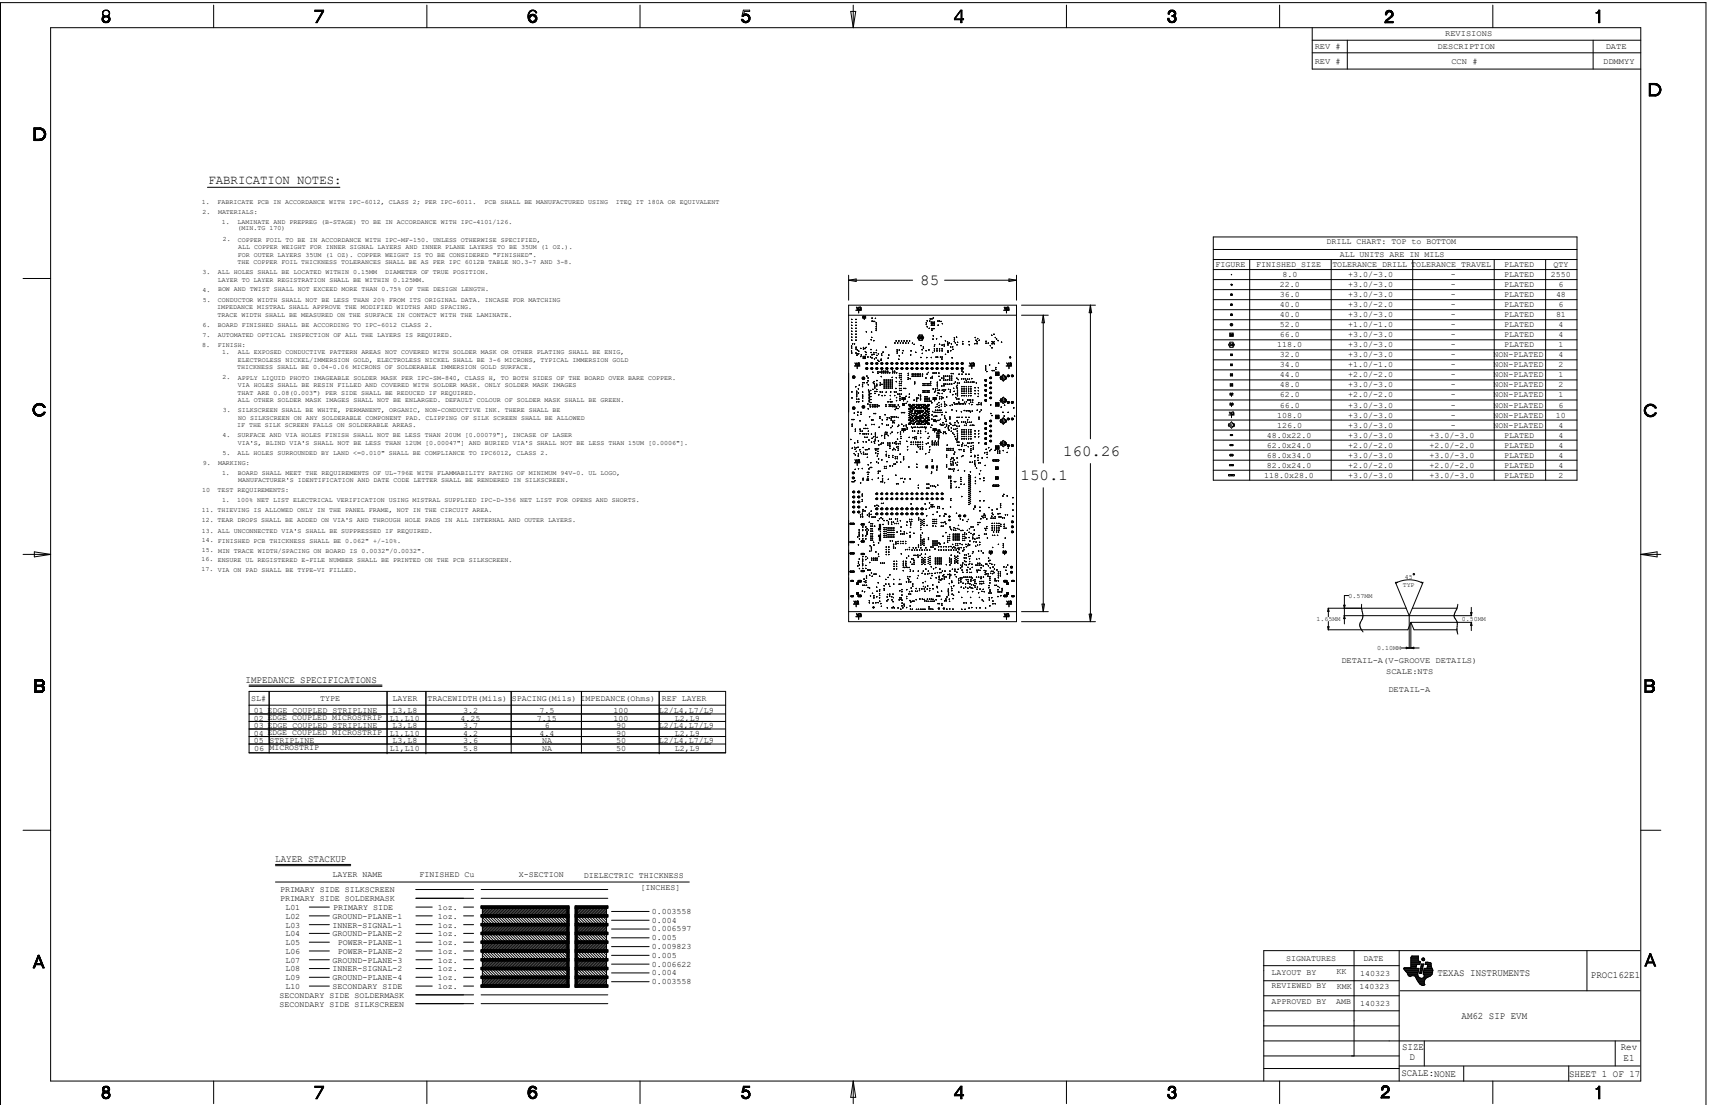 8 7 6 5 4 3 2 1
REVISIONS
REV # DESCRIPTION DATE
REV # CCN # DDMMYY
D D
FABRICATION NOTES:
1. FABRICATE PCB IN ACCORDANCE WITH IPC-6012, CLASS 2; PER IPC-6011. PCB SHALL BE MANUFACTURED USING ITEQ IT 180A OR EQUIVALENT
2. MATERIALS:
1. LAMINATE AND PREPREG (B-STAGE) TO BE IN ACCORDANCE WITH IPC-4101/126.
(MIN.TG 170)
2. COPPER FOIL TO BE IN ACCORDANCE WITH IPC-MF-150. UNLESS OTHERWISE SPECIFIED,
ALL COPPER WEIGHT FOR INNER SIGNAL LAYERS AND INNER PLANE LAYERS TO BE 35UM (1 OZ.).
FOR OUTER LAYERS 35UM (1 OZ). COPPER WEIGHT IS TO BE CONSIDERED "FINISHED".
THE COPPER FOIL THICKNESS TOLERANCES SHALL BE AS PER IPC 6012B TABLE NO.3-7 AND 3-8.
3. ALL HOLES SHALL BE LOCATED WITHIN 0.15MM DIAMETER OF TRUE POSITION.
LAYER TO LAYER REGISTRATION SHALL BE WITHIN 0.125MM.
4. BOW AND TWIST SHALL NOT EXCEED MORE THAN 0.75% OF THE DESIGN LENGTH.
5. CONDUCTOR WIDTH SHALL NOT BE LESS THAN 20% FROM ITS ORIGINAL DATA. INCASE FOR MATCHING
IMPEDANCE MISTRAL SHALL APPROVE THE MODIFIED WIDTHS AND SPACING.
TRACE WIDTH SHALL BE MEASURED ON THE SURFACE IN CONTACT WITH THE LAMINATE.
6. BOARD FINISHED SHALL BE ACCORDING TO IPC-6012 CLASS 2.
7. AUTOMATED OPTICAL INSPECTION OF ALL THE LAYERS IS REQUIRED.
8. FINISH:
1. ALL EXPOSED CONDUCTIVE PATTERN AREAS NOT COVERED WITH SOLDER MASK OR OTHER PLATING SHALL BE ENIG,
ELECTROLESS NICKEL/IMMERSION GOLD, ELECTROLESS NICKEL SHALL BE 3-6 MICRONS, TYPICAL IMMERSION GOLD
THICKNESS SHALL BE 0.04-0.06 MICRONS OF SOLDERABLE IMMERSION GOLD SURFACE.
2. APPLY LIQUID PHOTO IMAGEABLE SOLDER MASK PER IPC-SM-840, CLASS H, TO BOTH SIDES OF THE BOARD OVER BARE COPPER.
VIA HOLES SHALL BE RESIN FILLED AND COVERED WITH SOLDER MASK. ONLY SOLDER MASK IMAGES
THAT ARE 0.08(0.003") PER SIDE SHALL BE REDUCED IF REQUIRED.
ALL OTHER SOLDER MASK IMAGES SHALL NOT BE ENLARGED. DEFAULT COLOUR OF SOLDER MASK SHALL BE GREEN.
3. SILKSCREEN SHALL BE WHITE, PERMANENT, ORGANIC, NON-CONDUCTIVE INK. THERE SHALL BE
NO SILKSCREEN ON ANY SOLDERABLE COMPONENT PAD. CLIPPING OF SILK SCREEN SHALL BE ALLOWED
IF THE SILK SCREEN FALLS ON SOLDERABLE AREAS.
4. SURFACE AND VIA HOLES FINISH SHALL NOT BE LESS THAN 20UM [0.00079"], INCASE OF LASER
VIA'S, BLIND VIA'S SHALL NOT BE LESS THAN 12UM [0.00047"] AND BURIED VIA'S SHALL NOT BE LESS THAN 15UM [0.0006"].
5. ALL HOLES SURROUNDED BY LAND <=0.010" SHALL BE COMPLIANCE TO IPC6012, CLASS 2.
9. MARKING:
1. BOARD SHALL MEET THE REQUIREMENTS OF UL-796E WITH FLAMMABILITY RATING OF MINIMUM 94V-0. UL LOGO,
MANUFACTURER'S IDENTIFICATION AND DATE CODE LETTER SHALL BE RENDERED IN SILKSCREEN.
10 TEST REQUIREMENTS:
1. 100% NET LIST ELECTRICAL VERIFICATION USING MISTRAL SUPPLIED IPC-D-356 NET LIST FOR OPENS AND SHORTS.
11. THIEVING IS ALLOWED ONLY IN THE PANEL FRAME, NOT IN THE CIRCUIT AREA.
12. TEAR DROPS SHALL BE ADDED ON VIA'S AND THROUGH HOLE PADS IN ALL INTERNAL AND OUTER LAYERS.
13. ALL UNCONNECTED VIA'S SHALL BE SUPPRESSED IF REQUIRED.
14. FINISHED PCB THICKNESS SHALL BE 0.062" +/-10%.
15. MIN TRACE WIDTH/SPACING ON BOARD IS 0.0032"/0.0032".
16. ENSURE UL REGISTERED E-FILE NUMBER SHALL BE PRINTED ON THE PCB SILKSCREEN.
17. VIA ON PAD SHALL BE TYPE-VI FILLED.
85
160.26
150.1
DRILL CHART: TOP to BOTTOM
ALL UNITS ARE IN MILS
FIGURE FINISHED SIZE TOLERANCE DRILL TOLERANCE TRAVEL PLATED QTY
8.0 +3.0/-3.0 - PLATED 2550
22.0 +3.0/-3.0 - PLATED 6
36.0 +3.0/-3.0 - PLATED 48
40.0 +3.0/-2.0 - PLATED 6
40.0 +3.0/-3.0 - PLATED 81
52.0 +1.0/-1.0 - PLATED 4
66.0 +3.0/-3.0 - PLATED 4
118.0 +3.0/-3.0 - PLATED 1
32.0 +3.0/-3.0 - NON-PLATED 4
34.0 +1.0/-1.0 - NON-PLATED 2
44.0 +2.0/-2.0 - NON-PLATED 1
48.0 +3.0/-3.0 - NON-PLATED 2
62.0 +2.0/-2.0 - NON-PLATED 1
66.0 +3.0/-3.0 - NON-PLATED 6
108.0 +3.0/-3.0 - NON-PLATED 10
126.0 +3.0/-3.0 - NON-PLATED 4
48.0x22.0 +3.0/-3.0 +3.0/-3.0 PLATED 4
62.0x24.0 +2.0/-2.0 +2.0/-2.0 PLATED 4
68.0x34.0 +3.0/-3.0 +3.0/-3.0 PLATED 4
82.0x24.0 +2.0/-2.0 +2.0/-2.0 PLATED 4
118.0x28.0 +3.0/-3.0 +3.0/-3.0 PLATED 2
C C
45°
TYP
0.57MM
1.65MM
0.50MM
0.10MM
DETAIL-A(V-GROOVE DETAILS)
SCALE:NTS
DETAIL-A
B B
IMPEDANCE SPECIFICATIONS
SL# TYPE LAYER TRACEWIDTH(Mils) SPACING(Mils) IMPEDANCE(Ohms) REF LAYER
01 EDGE COUPLED STRIPLINE L3,L8 3.2 7.5 100 L2/L4,L7/L9
02 EDGE COUPLED MICROSTRIP L1,L10 4.25 7.15 100 L2,L9
03 EDGE COUPLED STRIPLINE L3,L8 3.7 6 90 L2/L4,L7/L9
04 EDGE COUPLED MICROSTRIP L1,L10 4.2 4.4 90 L2,L9
05 STRIPLINE L3,L8 3.6 NA 50 L2/L4,L7/L9
06 MICROSTRIP L1,L10 5.8 NA 50 L2,L9
LAYER STACKUP
LAYER NAME FINISHED Cu X-SECTION DIELECTRIC THICKNESS
[INCHES]
PRIMARY SIDE SILKSCREEN
PRIMARY SIDE SOLDERMASK
L01 PRIMARY SIDE 1oz.
0.003558
L02 GROUND-PLANE-1 1oz.
0.004
L03 INNER-SIGNAL-1 1oz.
0.006597
L04 GROUND-PLANE-2 1oz.
0.005
L05 POWER-PLANE-1 1oz.
0.009823
L06 POWER-PLANE-2 1oz.
0.005
L07 GROUND-PLANE-3 1oz.
0.006622
L08 INNER-SIGNAL-2 1oz.
0.004
L09 GROUND-PLANE-4 1oz.
0.003558
L10 SECONDARY SIDE 1oz.
SECONDARY SIDE SOLDERMASK
SECONDARY SIDE SILKSCREEN
A A
SIGNATURES DATE
LAYOUT BY KK 140323
REVIEWED BY KMK 140323
APPROVED BY AMB 140323
TEXAS INSTRUMENTS
PROC162E1
AM62 SIP EVM
SIZE
D
Rev
E1
SCALE:NONE
SHEET 1 OF 17
8 7 6 5 4 3 2 1